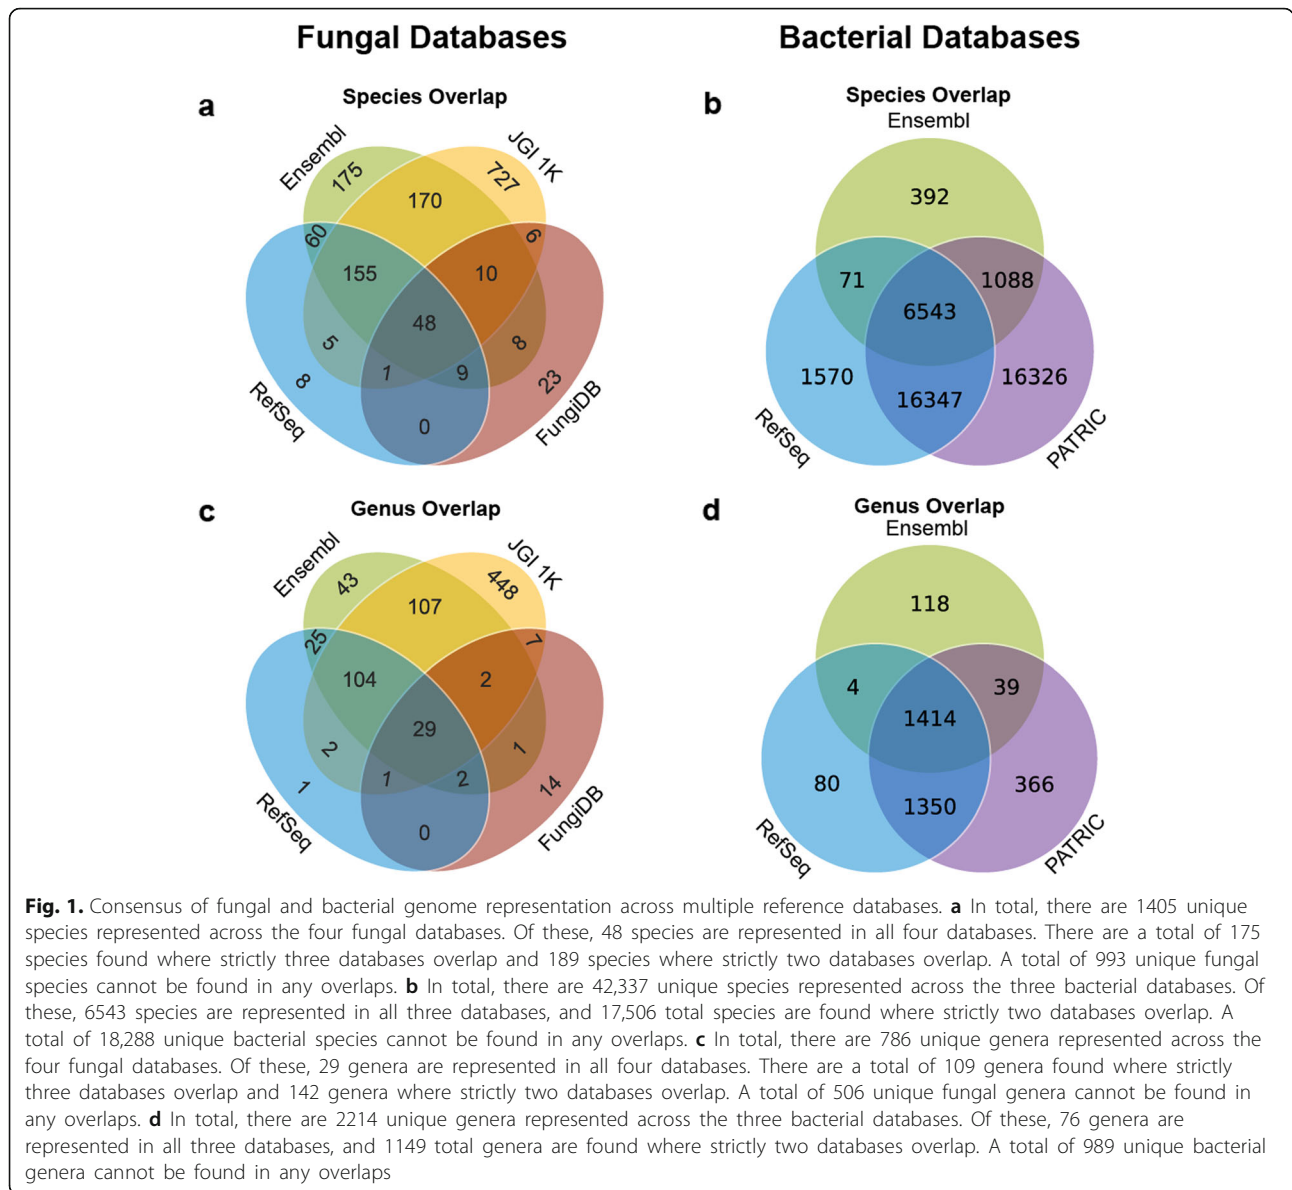 Fungal Databases
Bacterial Databases
a
Species Overlap
Ensembl
JGI 1K
175
727
170
60
6
155
10
48
5
8
1
9
8
23
0
RefSeq
FungiDB
b
Species Overlap
Ensembl
392
71
1088
6543
1570
16326
16347
RefSeq
PATRIC
c
Genus Overlap
Ensembl
JGI 1K
43
448
107
25
7
104
2
29
2
1
1
2
1
14
0
RefSeq
FungiDB
d
Genus Overlap
Ensembl
118
4
39
1414
80
366
1350
RefSeq
PATRIC
Fig. 1. Consensus of fungal and bacterial genome representation across multiple reference databases. a In total, there are 1405 unique
species represented across the four fungal databases. Of these, 48 species are represented in all four databases. There are a total of 175
species found where strictly three databases overlap and 189 species where strictly two databases overlap. A total of 993 unique fungal
species cannot be found in any overlaps. b In total, there are 42,337 unique species represented across the three bacterial databases. Of
these, 6543 species are represented in all three databases, and 17,506 total species are found where strictly two databases overlap. A
total of 18,288 unique bacterial species cannot be found in any overlaps. c In total, there are 786 unique genera represented across the
four fungal databases. Of these, 29 genera are represented in all four databases. There are a total of 109 genera found where strictly
three databases overlap and 142 genera where strictly two databases overlap. A total of 506 unique fungal genera cannot be found in
any overlaps. d In total, there are 2214 unique genera represented across the three bacterial databases. Of these, 76 genera are
represented in all three databases, and 1149 total genera are found where strictly two databases overlap. A total of 989 unique bacterial
genera cannot be found in any overlaps